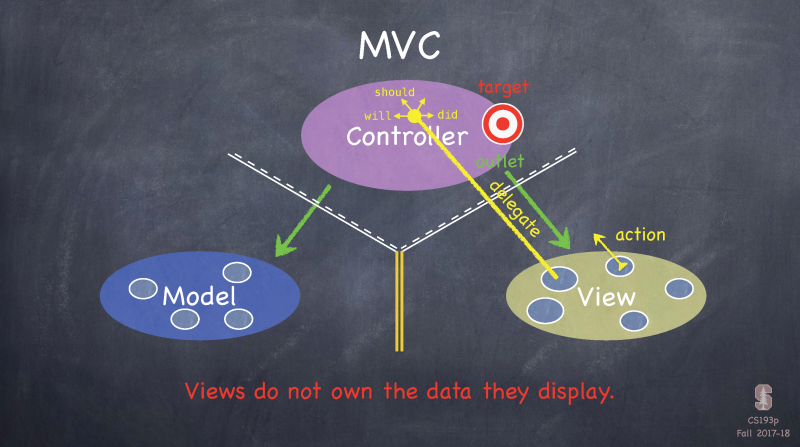 MVC
should
target
will
did
Controller
outlet
delegate
action
Model
View
Views do not own the data they display.
S
CS193p
Fall 2017-18